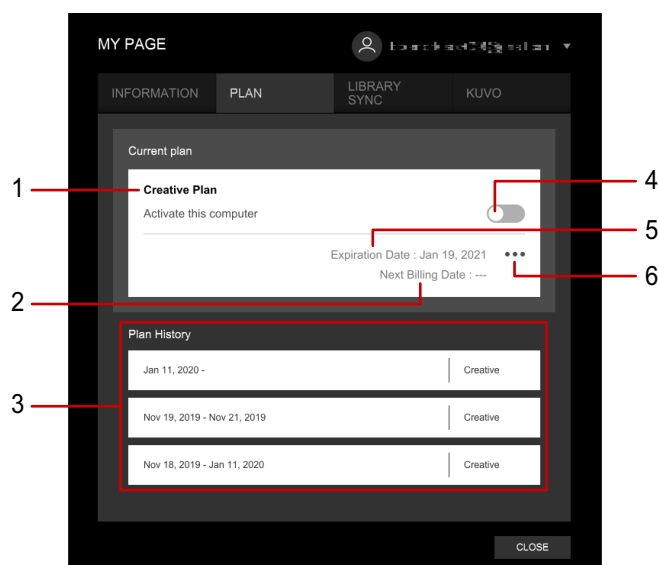 MY PAGE
INFORMATION
PLAN
LIBRARY
SYNC
KUVO
Current plan
1
Creative Plan
4
Activate this computer
5
Expiration Date : Jan 19, 2021
6
Next Billing Date : ---
2
Plan History
Jan 11, 2020 -
Creative
3
Nov 19, 2019 - Nov 21, 2019
Creative
Nov 18, 2019 - Jan 11, 2020
Creative
CLOSE